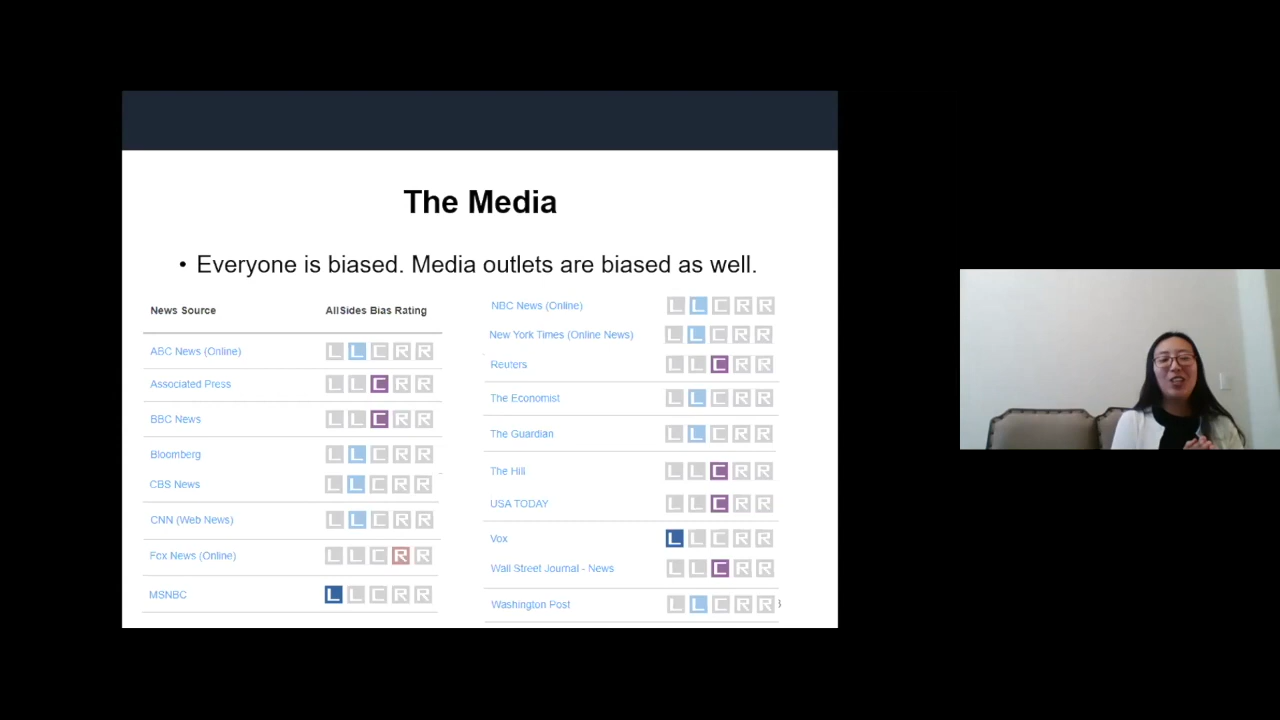 The Media
• Everyone is biased. Media outlets are biased as well.
News Source AllSides Bias Rating
ABC News (Online) L L C R R
Associated Press L L C R R
BBC News L L C R R
Bloomberg L L C R R
CBS News L L C R R
CNN (Web News) L L C R R
Fox News (Online) L L C R R
MSNBC L L C R R
NBC News (Online) L L C R R
New York Times (Online News) L L C R R
Reuters L L C R R
The Economist L L C R R
The Guardian L L C R R
The Hill L L C R R
USA TODAY L L C R R
Vox L L C R R
Wall Street Journal - News L L C R R
Washington Post L L C R R